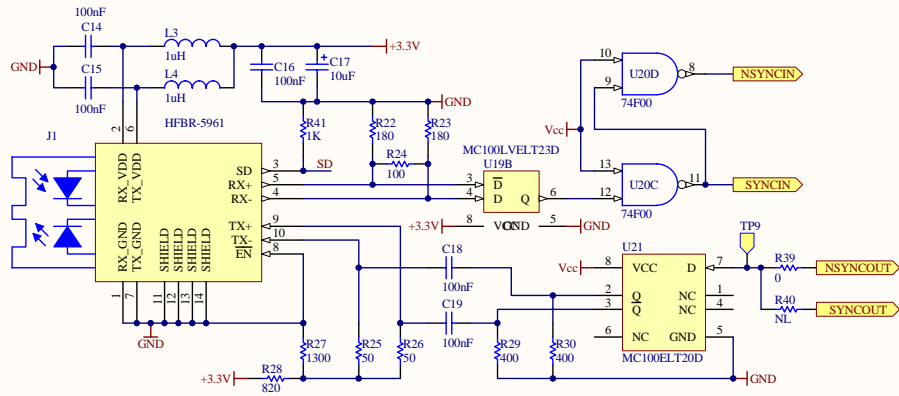 100nF
C14
GND
C15
100nF
L3
1uH
L4
1uH
C16
100nF
C17
10uF
+
+3.3V
GND
J1
HFBR-5961
2
6
RX_VDD
TX_VDD
RX_GND
TX_GND
SHIELD
SHIELD
SHIELD
SHIELD
1
7
11
12
13
14
SD
RX+
RX-
TX+
TX-
EN
3
5
4
9
10
8
SD
R41
1K
R22
180
R23
180
R24
100
MC100LVELT23D
U19B
3
4
D
D
Q
6
+3.3V
8
VCC
GND
5
GND
10
9
U20D
8
74F00
NSYNCIN
Vcc
13
12
U20C
11
74F00
SYNCIN
C18
100nF
C19
100nF
U21
Vcc
8
VCC
D
7
2
Q
NC
1
3
Q
NC
4
6
NC
GND
5
MC100ELT20D
TP9
R39
0
NSYNCOUT
R40
NL
SYNCOUT
GND
R27
1300
R25
50
R26
50
R29
400
R30
400
+3.3V
R28
820
GND